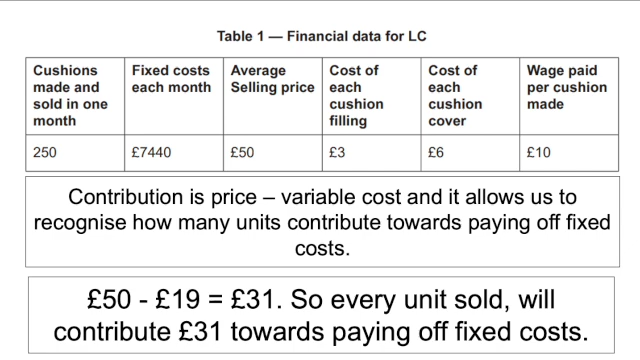 Table 1 — Financial data for LC
Cushions made and sold in one month
Fixed costs each month
Average Selling price
Cost of each cushion filling
Cost of each cushion cover
Wage paid per cushion made
250 £7440 £50 £3 £6 £10
Contribution is price – variable cost and it allows us to
recognise how many units contribute towards paying off fixed
costs.
£50 - £19 = £31. So every unit sold, will
contribute £31 towards paying off fixed costs.